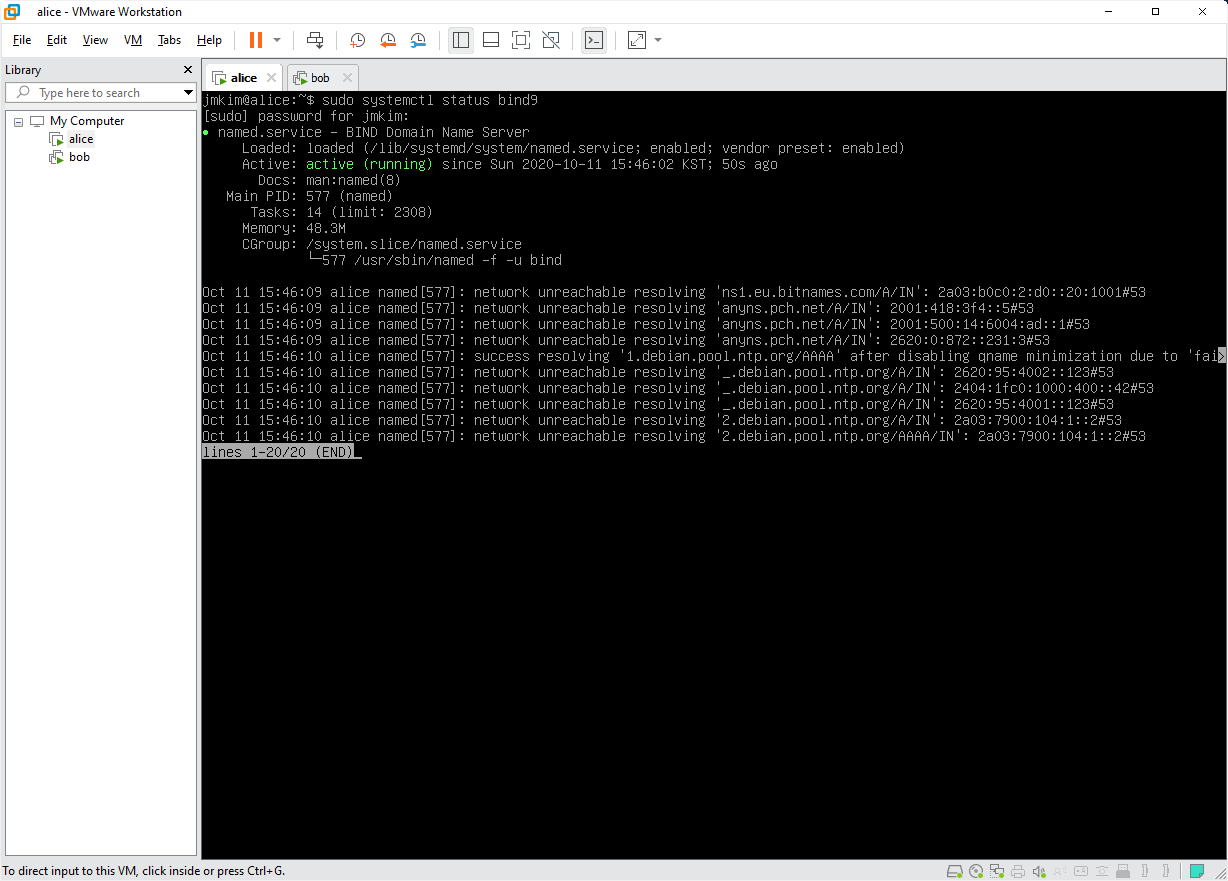 alice - VMware Workstation
File Edit View VM Tabs Help
Library
alice
bob
Type here to search
My Computer
alice
bob
jmkim@alice:~$ sudo systemctl status bind9
[sudo] password for jmkim:
● named.service - BIND Domain Name Server
Loaded: loaded (/lib/systemd/system/named.service; enabled; vendor preset: enabled)
Active: active (running) since Sun 2020-10-11 15:46:02 KST; 50s ago
Docs: man:named(8)
Main PID: 577 (named)
Tasks: 14 (limit: 2308)
Memory: 48.3M
CGroup: /system.slice/named.service
└─577 /usr/sbin/named -f -u bind
Oct 11 15:46:09 alice named[577]: network unreachable resolving 'ns1.eu.bitnames.com/A/IN': 2a03:b0c0:2:d0::20:1001#53
Oct 11 15:46:09 alice named[577]: network unreachable resolving 'anyns.pch.net/A/IN': 2001:418:3f4::5#53
Oct 11 15:46:09 alice named[577]: network unreachable resolving 'anyns.pch.net/A/IN': 2001:500:14:6004:ad::1#53
Oct 11 15:46:09 alice named[577]: network unreachable resolving 'anyns.pch.net/A/IN': 2620:0:872::231:3#53
Oct 11 15:46:10 alice named[577]: success resolving '1.debian.pool.ntp.org/AAAA' after disabling qname minimization due to 'fai>
Oct 11 15:46:10 alice named[577]: network unreachable resolving '_.debian.pool.ntp.org/A/IN': 2620:95:4002::123#53
Oct 11 15:46:10 alice named[577]: network unreachable resolving '_.debian.pool.ntp.org/A/IN': 2404:1fc0:1000:400::42#53
Oct 11 15:46:10 alice named[577]: network unreachable resolving '_.debian.pool.ntp.org/A/IN': 2620:95:4001::123#53
Oct 11 15:46:10 alice named[577]: network unreachable resolving '2.debian.pool.ntp.org/A/IN': 2a03:7900:104:1::2#53
Oct 11 15:46:10 alice named[577]: network unreachable resolving '2.debian.pool.ntp.org/AAAA/IN': 2a03:7900:104:1::2#53
lines 1-20/20 (END)
To direct input to this VM, click inside or press Ctrl+G.